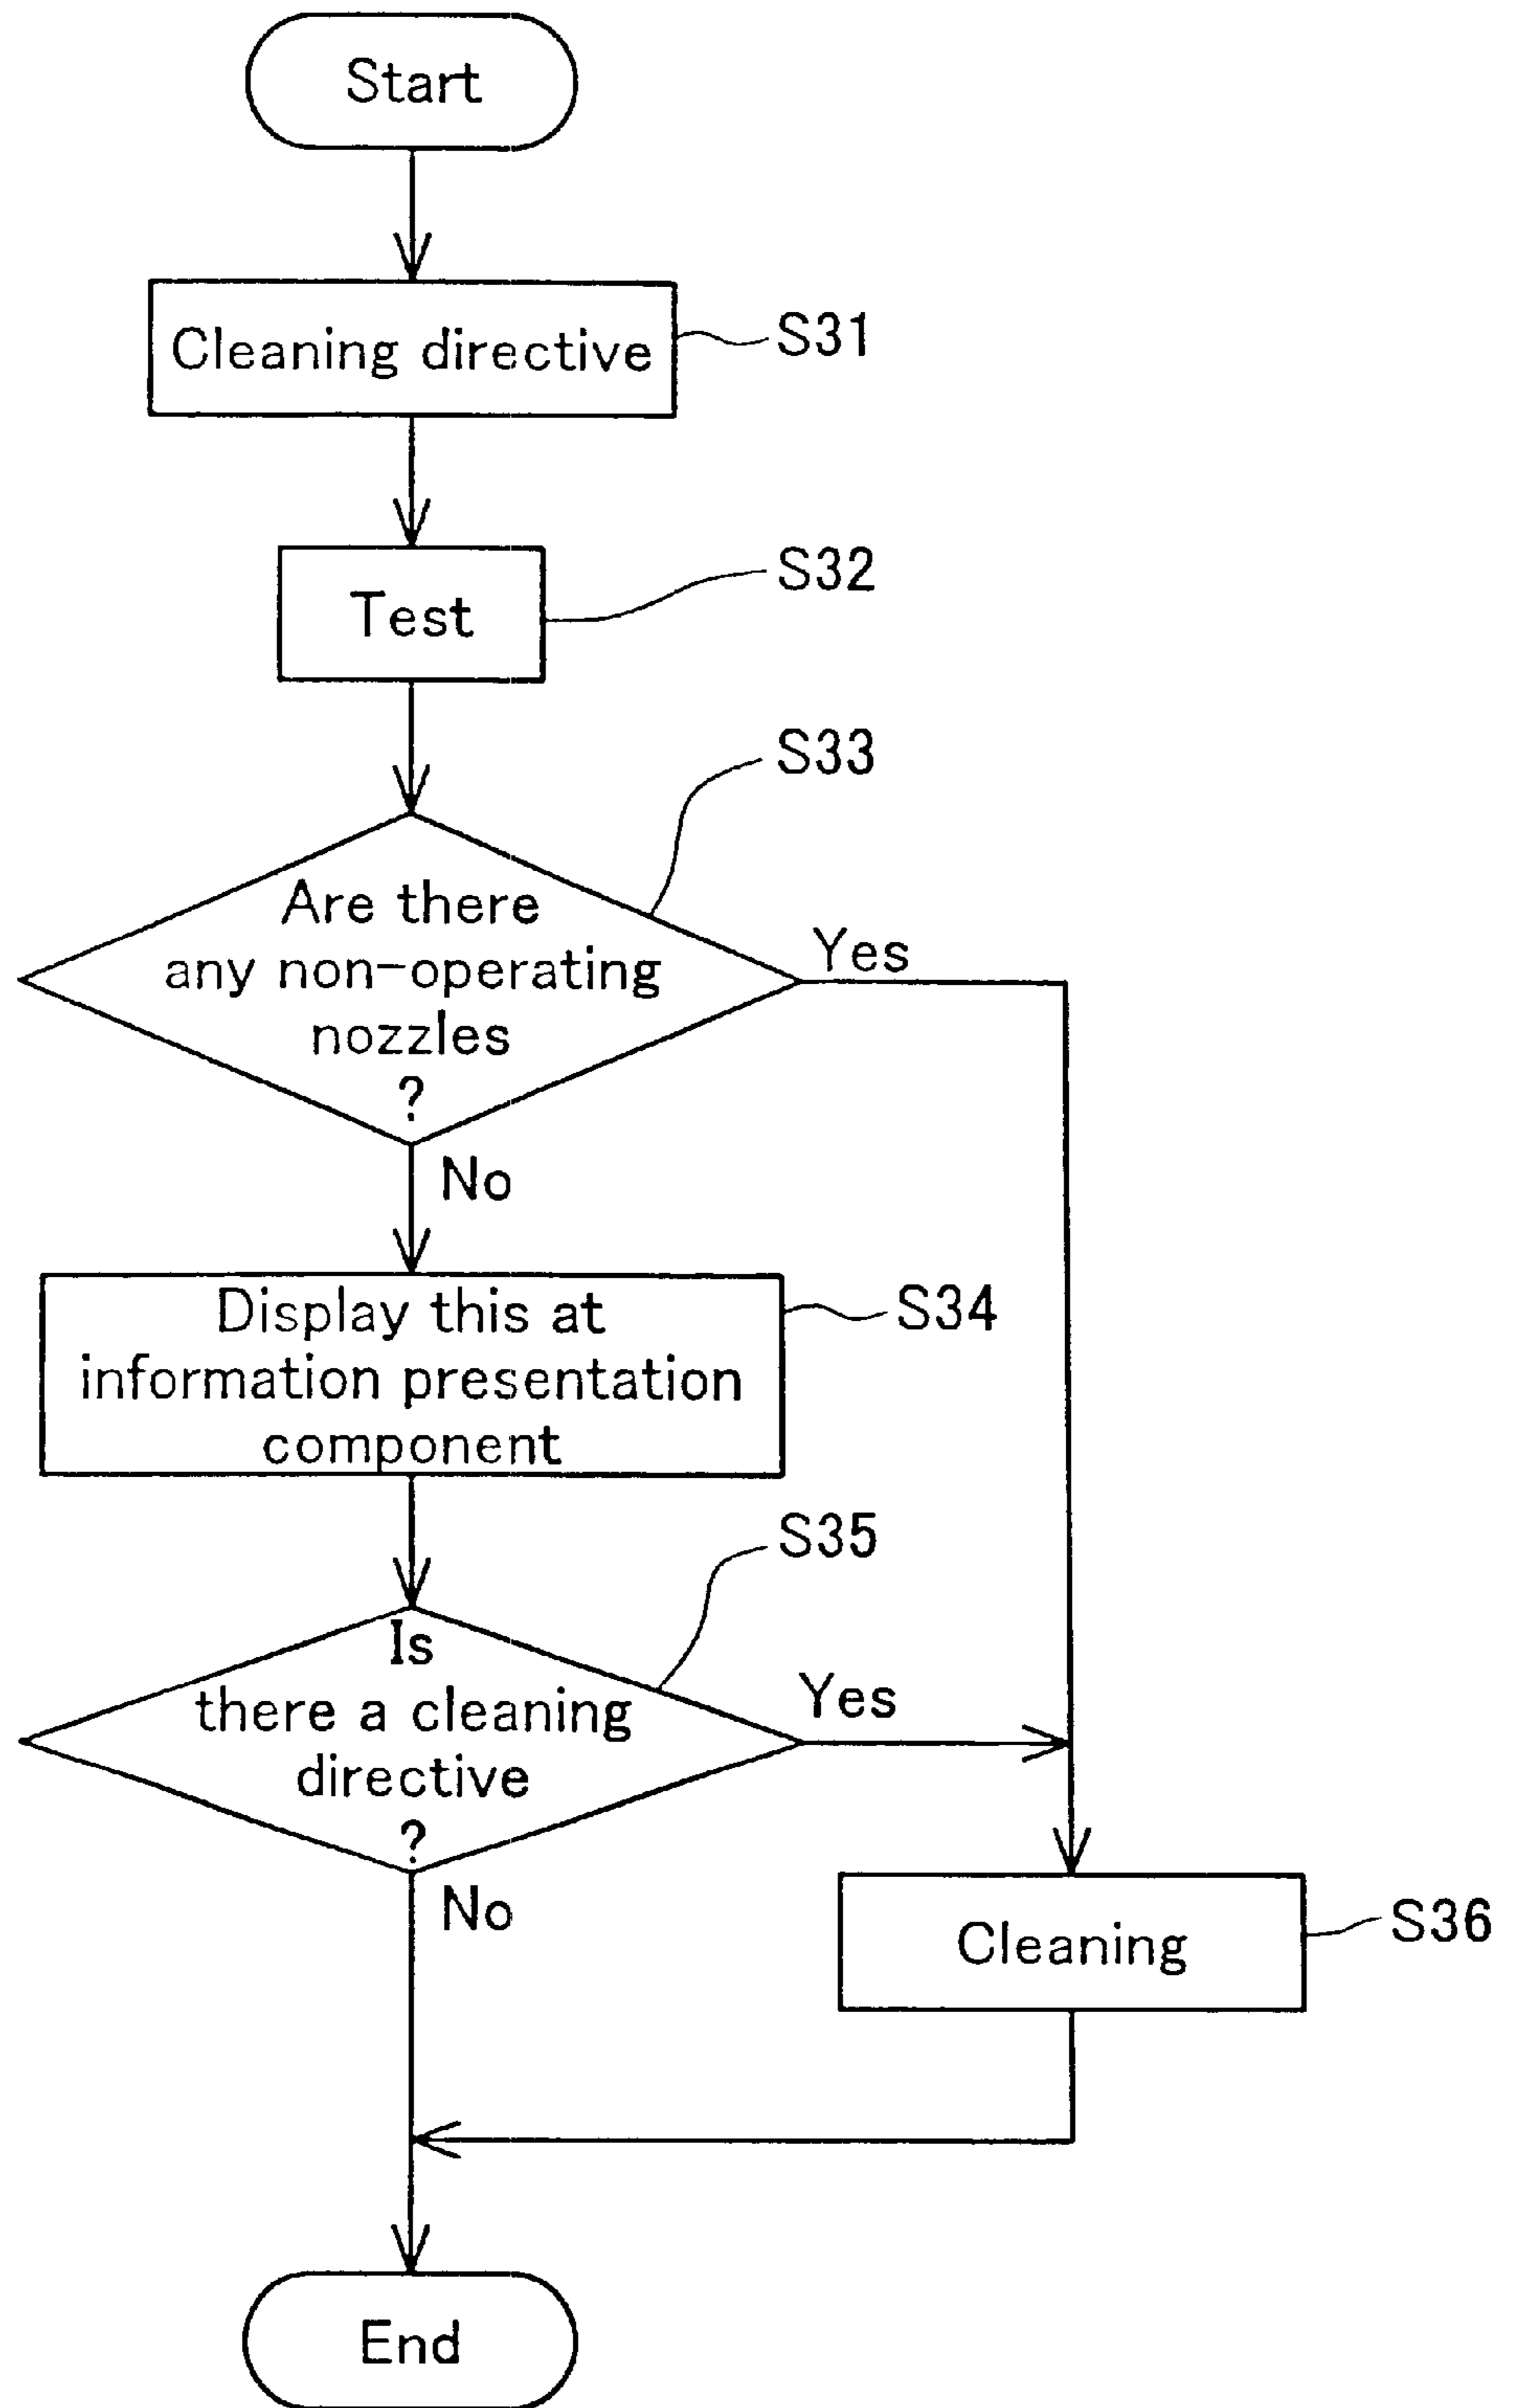 Start
Cleaning directive
S31
Test
S32
S33
Are there
any non-operating
nozzles
?
Yes
No
Display this at
information presentation
component
S34
S35
Is
there a cleaning
directive
?
Yes
No
Cleaning
S36
End